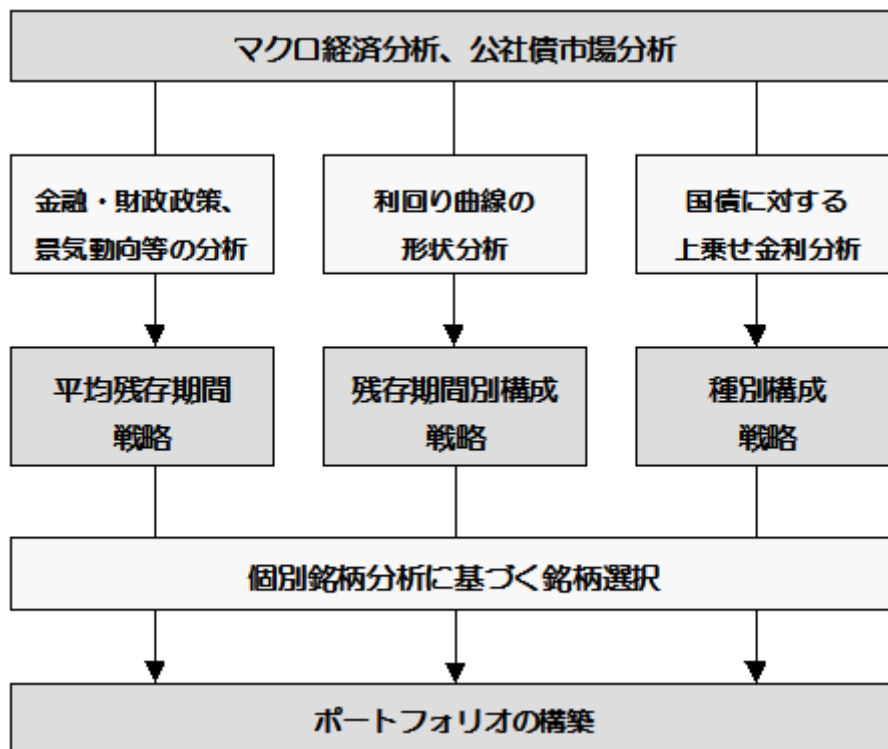 マクロ経済分析、公社債市場分析
金融・財政政策、
景気動向等の分析
利回り曲線の
形状分析
国債に対する
上乗せ金利分析
平均残存期間
戦略
残存期間別構成
戦略
種別構成
戦略
個別銘柄分析に基づく銘柄選択
ポートフォリオの構築